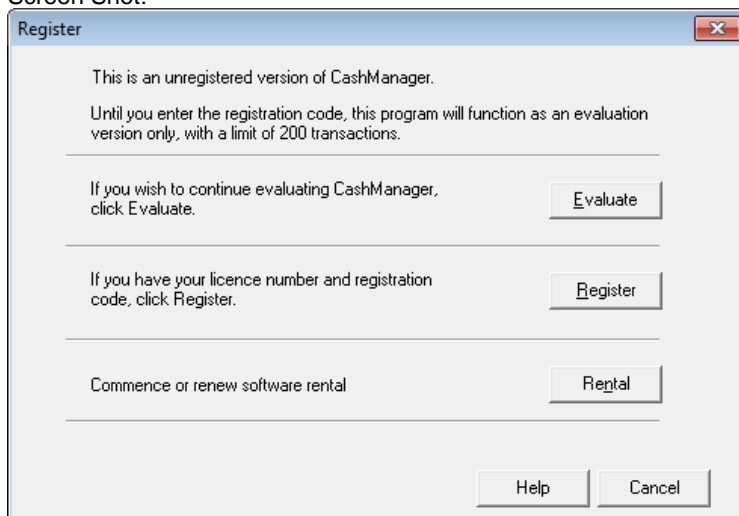 Screen Shot:
Register
This is an unregistered version of CashManager.
Until you enter the registration code, this program will function as an evaluation
version only, with a limit of 200 transactions.
If you wish to continue evaluating CashManager,
click Evaluate.
Evaluate
If you have your licence number and registration
code, click Register.
Register
Commence or renew software rental
Rental
Help
Cancel